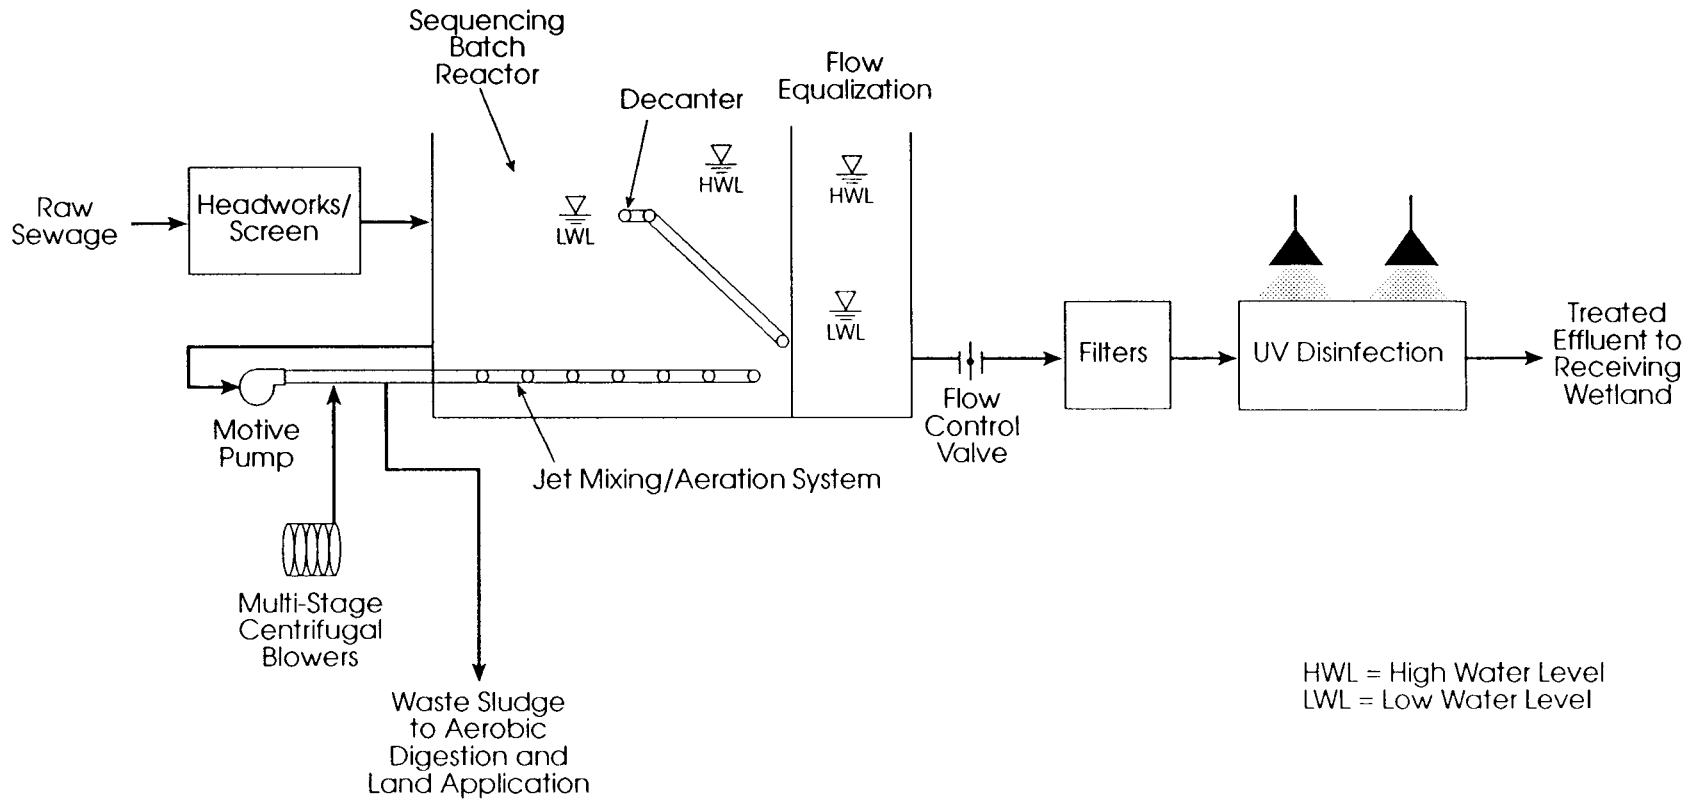 Sequencing
Batch
Reactor
Flow
Equalization
Decanter
HWL
HWL
LWL
LWL
Raw
Sewage
Headworks/
Screen
Motive
Pump
Jet Mixing/Aeration System
Multi-Stage
Centrifugal
Blowers
Waste Sludge
to Aerobic
Digestion and
Land Application
Flow
Control
Valve
Filters
UV Disinfection
Treated
Effluent to
Receiving
Wetland
HWL = High Water Level
LWL = Low Water Level